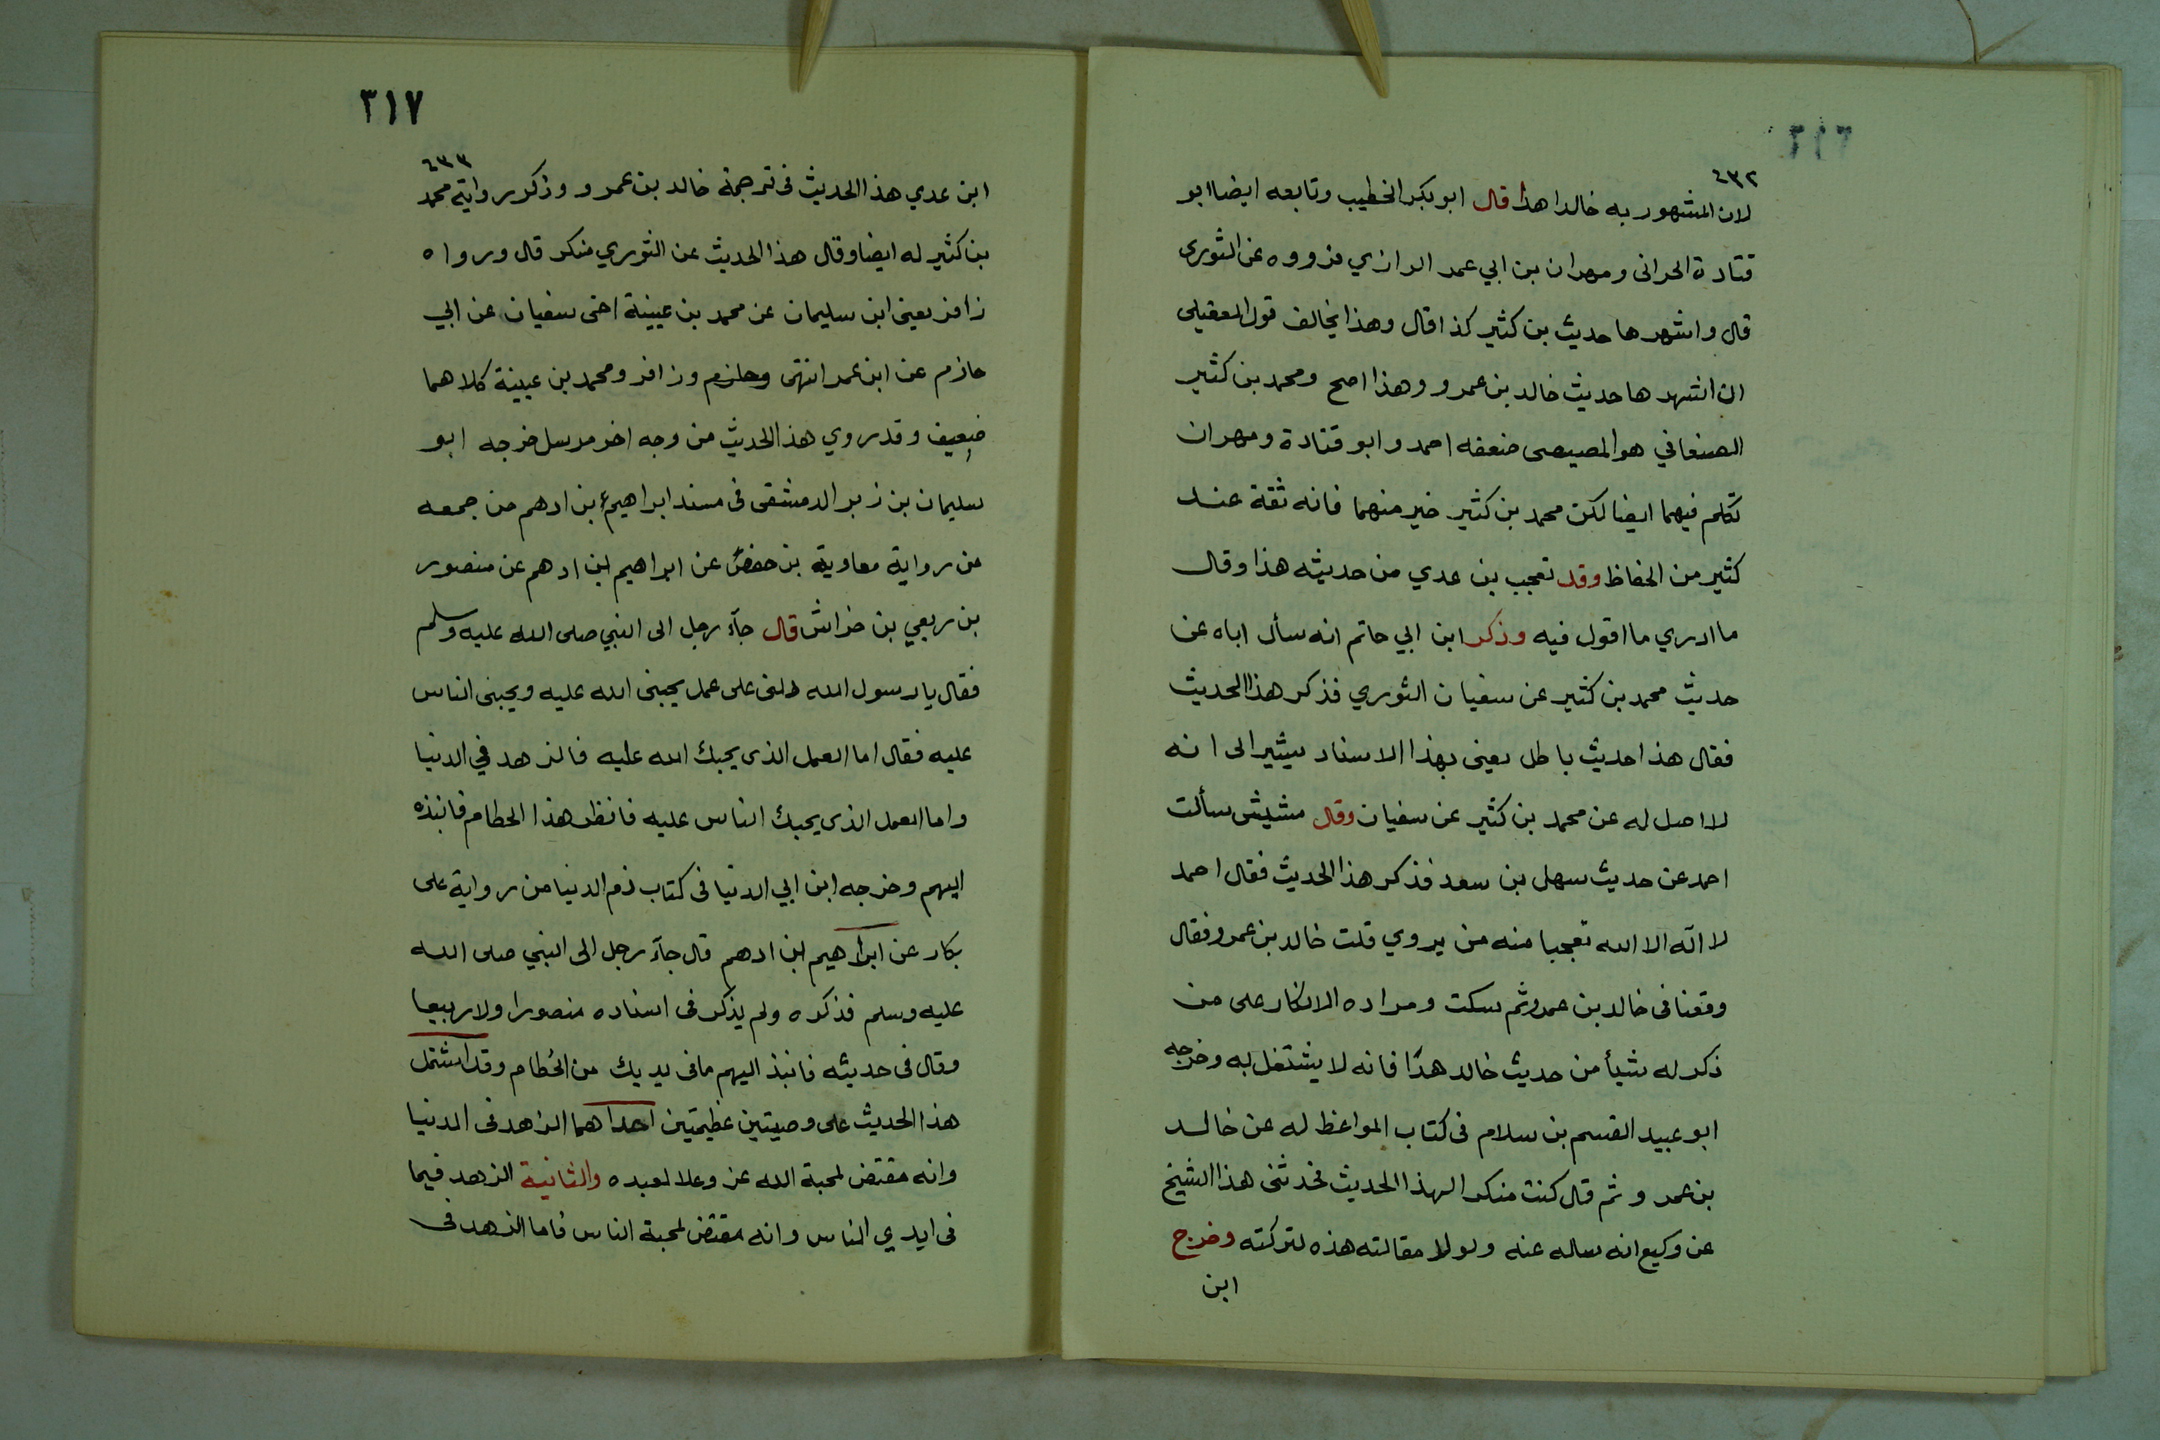 ٣١٦
٤٣٢
لان المشهور به خالدا هذا قال ابو بكر الخطيب وتابعه ايضا ابو
قتادة الحراني ومهران بن ابي عمر الرازي فرووه عن الثوري
قال واشهرها حديث بن كثير كذا قال وهذا يخالف قول العقيلي
ان اشهرها حديث خالد بن عمرو وهذا اصح ومحمد بن كثير
الصنعاني هو المصيصي ضعفه احمد وابو قتادة ومهران
تكلم فيهما ايضا لكن محمد بن كثير خير منهما فانه ثقة عند
كثير من الحفاظ وقد تعجب بن عدي من حديثه هذا وقال
ما ادري ما اقول فيه وذكر ابن ابي حاتم انه سأل اباه عن
حديث محمد بن كثير عن سفيان الثوري فذكر هذا الحديث
فقال هذا حديث باطل يعني بهذا الاسناد يشير الى انه
لا اصل له عن محمد بن كثير عن سفيان وقال مشيش سألت
احمد عن حديث سهل بن سعد فذكر هذا الحديث فقال احمد
لا اله الا الله تعجبا منه من يروي قلت خالد بن عمرو فقال
وقعنا في خالد بن عمرو ثم سكت ومراده الانكار على من
ذكر له شيأ من حديث خالد هذا فانه لا يشتغل به وخرجه
ابو عبيد القسم بن سلام في كتاب المواعظ له عن خالد
بن عمرو ثم قال كنت منكرا لهذا الحديث فحدثني هذا الشيخ
عن وكيع انه ساله عنه ولولا مقالته هذه لتركته وخرج
ابن
٣١٧
٤٣٣
ابن عدي هذا الحديث في ترجمة خالد بن عمرو وذكر رواية محمد
بن كثير له ايضا وقال هذا الحديث عن الثوري منكر قال ورواه
زافر يعني ابن سليمان عن محمد بن عيينة اخي سفيان عن ابي
حازم عن ابن عمر انتهى وحازم وزافر ومحمد بن عيينة كلاهما
ضعيف وقد روي هذا الحديث من وجه اخر مرسل خرجه ابو
سليمان بن زبر الدمشقي في مسند ابراهيم بن ادهم من جمعه
من رواية معاوية بن حفص عن ابراهيم ابن ادهم عن منصور
بن ربعي بن خراش قال جآء رجل الى النبي صلى الله عليه وسلم
فقال يا رسول الله دلني على عمل يحبني الله عليه ويحبني الناس
عليه فقال اما العمل الذي يحبك الله عليه فالزهد في الدنيا
واما العمل الذي يحبك الناس عليه فانظر هذا الحطام فانبذه
اليهم وخرجه ابن ابي الدنيا في كتاب ذم الدنيا من رواية على
بكار عن ابراهيم ابن ادهم قال جآء رجل الى النبي صلى الله
عليه وسلم فذكره ولم يذكر في اسناده منصورا ولا ربيعا
وقال في حديثه فانبذ اليهم ما في يديك من الحُطام وقد اشتمل
هذا الحديث على وصيتين عظيمتين احداهما الزهد في الدنيا
وانه مقتض لمحبة الله عز وعلا لعبده والثانية الزهد فيما
في ايدي الناس وانه مقتض لمحبة الناس فاما الزهد في